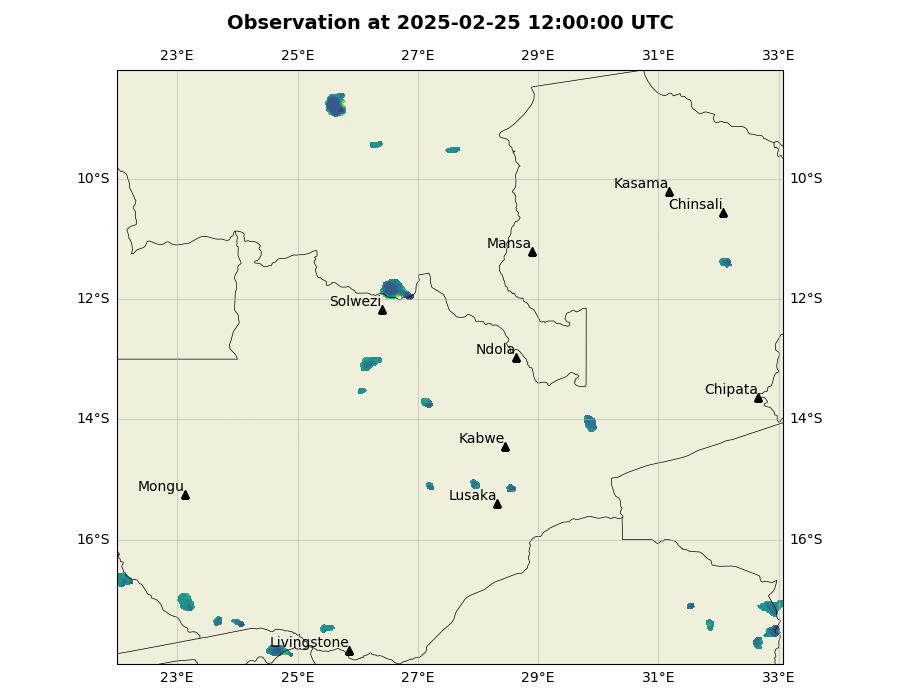 Observation at 2025-02-25 12:00:00 UTC
23°E 25°E 27°E 29°E 31°E 33°E
10°S 10°S
Kasama
Chinsali
Mansa
12°S 12°S
Solwezi
Ndola
Chipata
14°S 14°S
Kabwe
Mongu
Lusaka
16°S 16°S
Livingstone
23°E 25°E 27°E 29°E 31°E 33°E